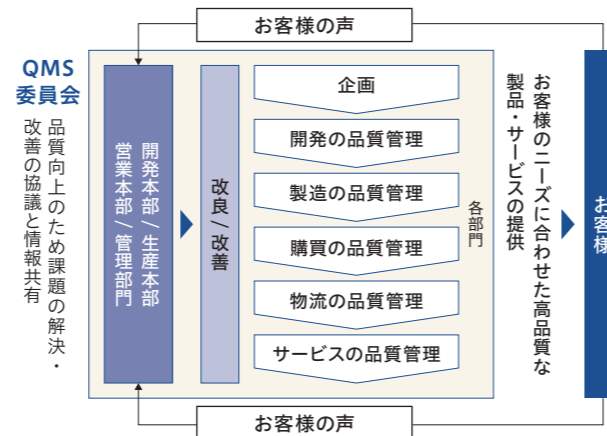 お客様の声
QMS
委員会
品質向上のため課題の解決・
改善の協議と情報共有
開発本部/生産本部
営業本部/管理部門
改良/改善
企画
開発の品質管理
製造の品質管理
購買の品質管理
物流の品質管理
サービスの品質管理
各部門
お客様のニーズに合わせた高品質な
製品・サービスの提供
お客様
お客様の声